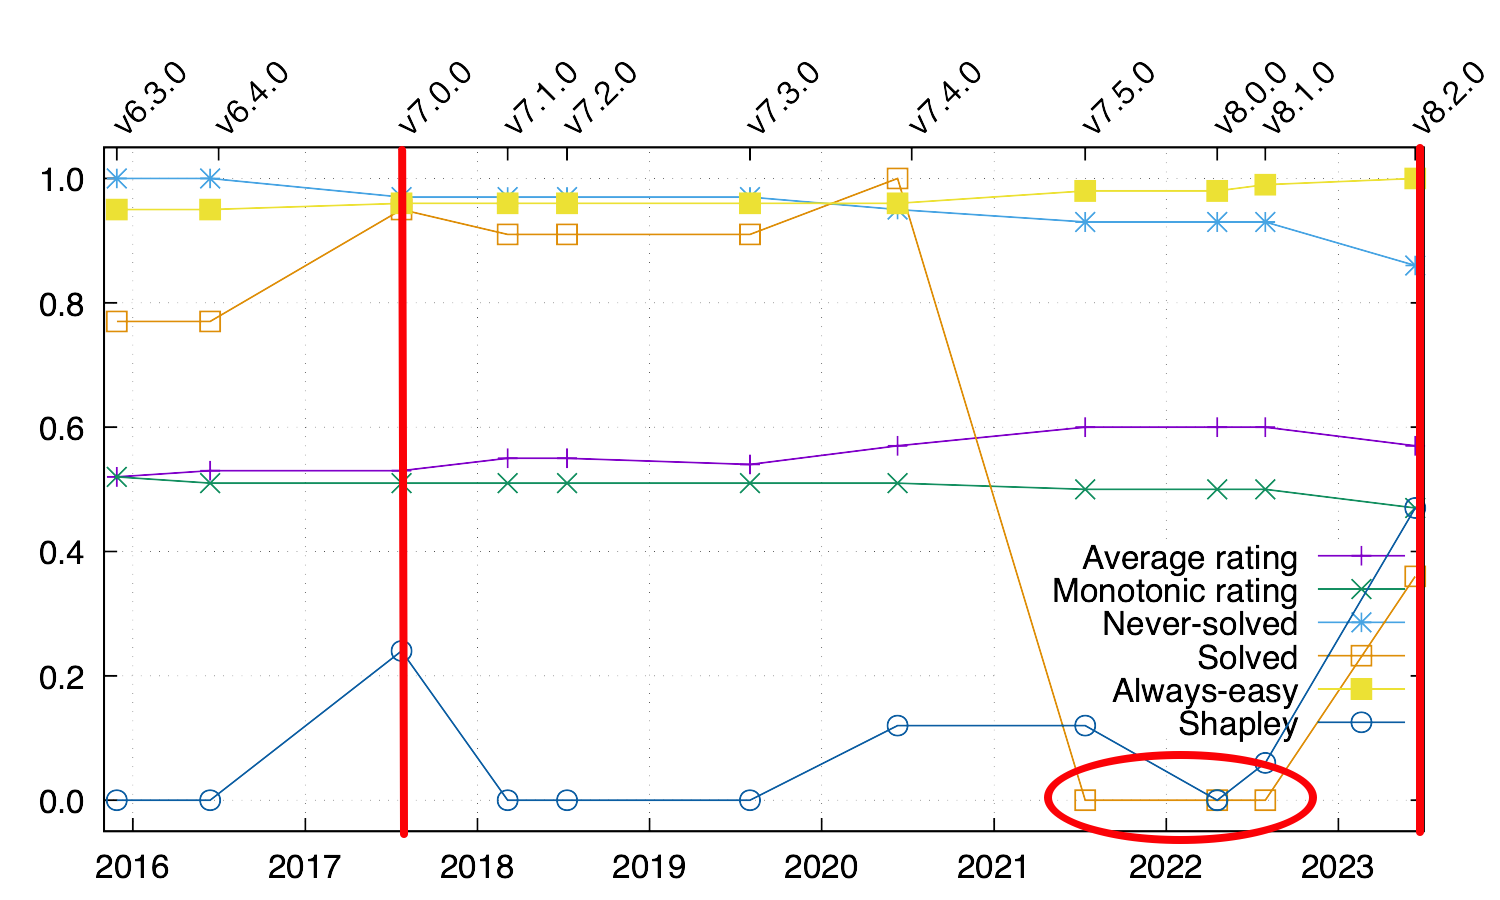 v6.3.0
v6.4.0
v7.0.0
v7.1.0
v7.2.0
v7.3.0
v7.4.0
v7.5.0
v8.0.0
v8.1.0
v8.2.0
1.0
0.8
0.6
0.4
0.2
0.0
Average rating
Monotonic rating
Never-solved
Solved
Always-easy
Shapley
2016 2017 2018 2019 2020 2021 2022 2023